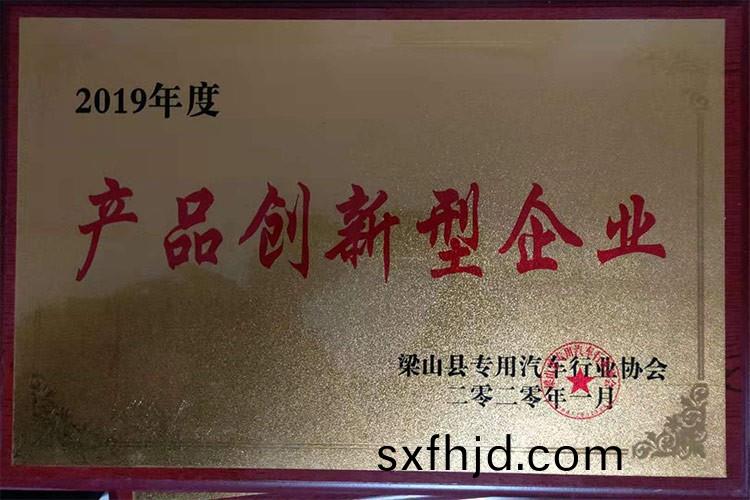 2019年度
产品创新型企业
梁山县专用汽车行业协会
二零二零年一月
sxfhjd.com